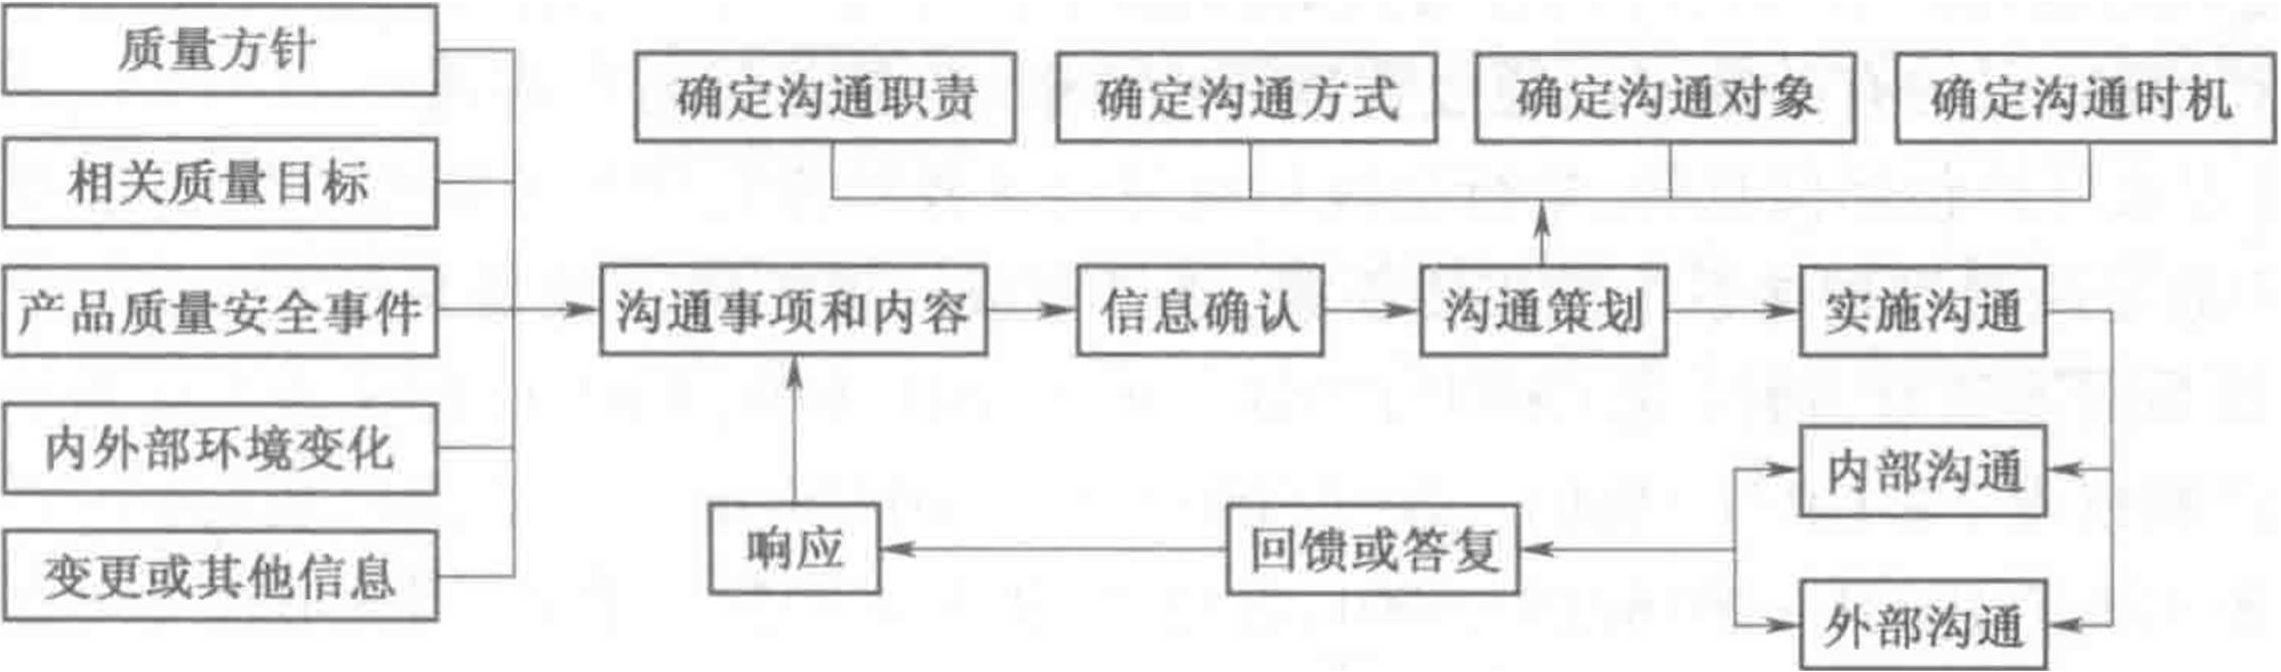 质量方针
相关质量目标
产品质量安全事件
内外部环境变化
变更或其他信息
确定沟通职责
确定沟通方式
确定沟通对象
确定沟通时机
沟通事项和内容
信息确认
沟通策划
实施沟通
内部沟通
外部沟通
回馈或答复
响应